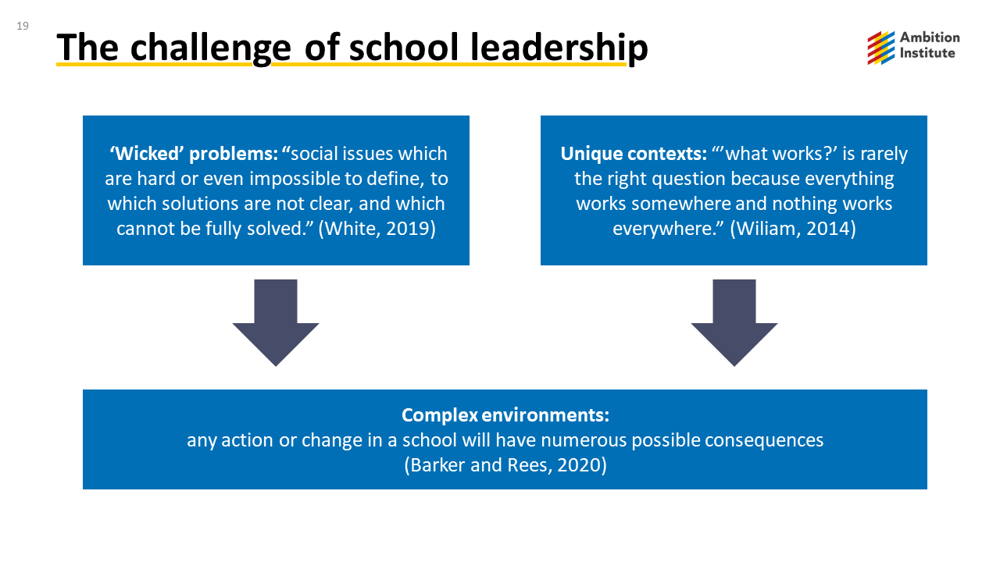 19
The challenge of school leadership
Ambition
Institute
‘Wicked’ problems: “social issues which
are hard or even impossible to define, to
which solutions are not clear, and which
cannot be fully solved.” (White, 2019)
Unique contexts: “’what works?’ is rarely
the right question because everything
works somewhere and nothing works
everywhere.” (Wiliam, 2014)
Complex environments:
any action or change in a school will have numerous possible consequences
(Barker and Rees, 2020)